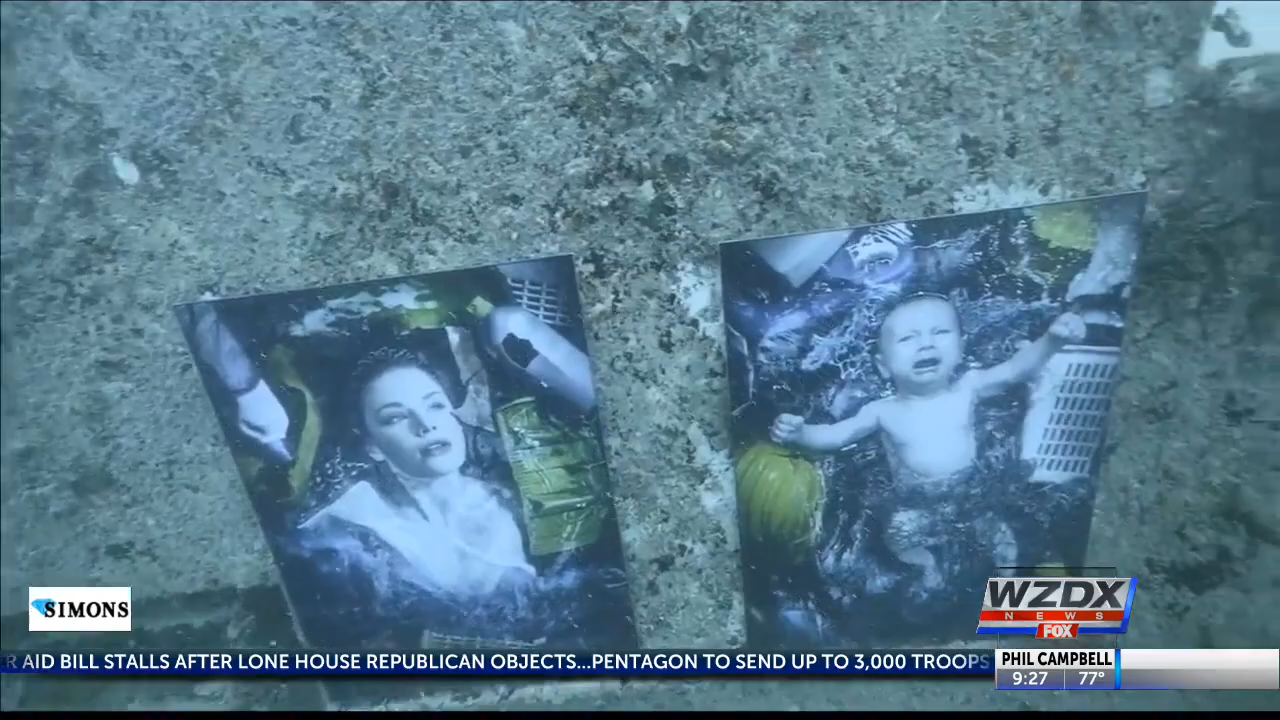 SIMONS
WZDX
NEWS
FOX
R AID BILL STALLS AFTER LONE HOUSE REPUBLICAN OBJECTS...PENTAGON TO SEND UP TO 3,000 TROOPS
PHIL CAMPBELL
9:27 77°